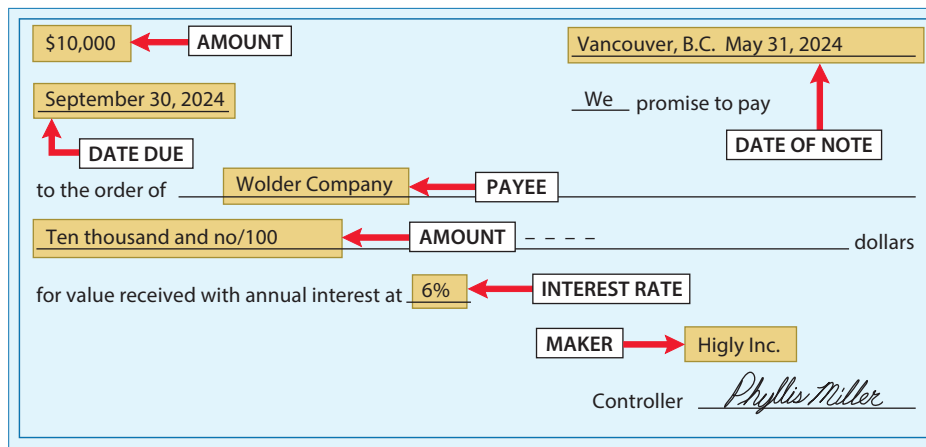 $10,000 AMOUNT Vancouver, B.C. May 31, 2024
September 30, 2024 We promise to pay
DATE DUE DATE OF NOTE
to the order of Wolder Company PAYEE
Ten thousand and no/100 AMOUNT – – – – dollars
for value received with annual interest at 6% INTEREST RATE
MAKER Higly Inc.
Controller Phyllis Miller